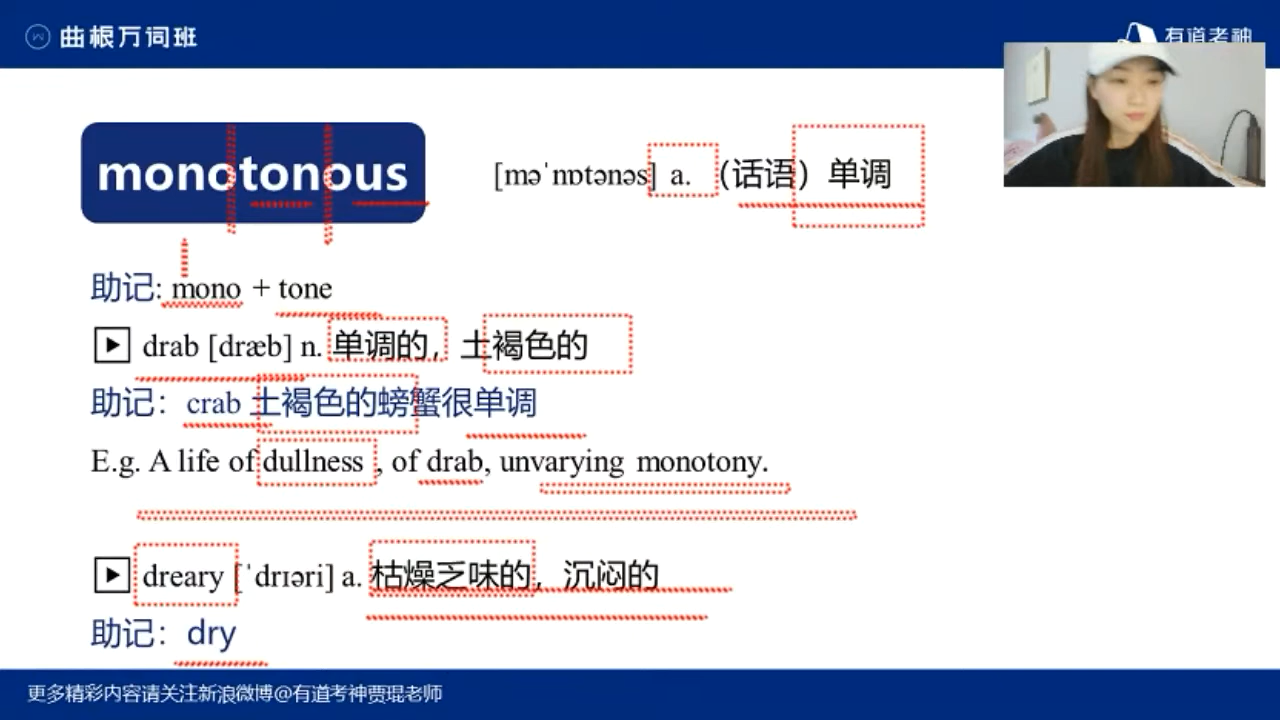 曲根万词班
有道考神
monotonous [məˈnɒtənəs] a. （话语）单调
助记: mono + tone
drab [dræb] n. 单调的，土褐色的
助记：crab 土褐色的螃蟹很单调
E.g. A life of dullness , of drab, unvarying monotony.
dreary [ˈdrɪəri] a. 枯燥乏味的，沉闷的
助记：dry
更多精彩内容请关注新浪微博@有道考神贾琨老师